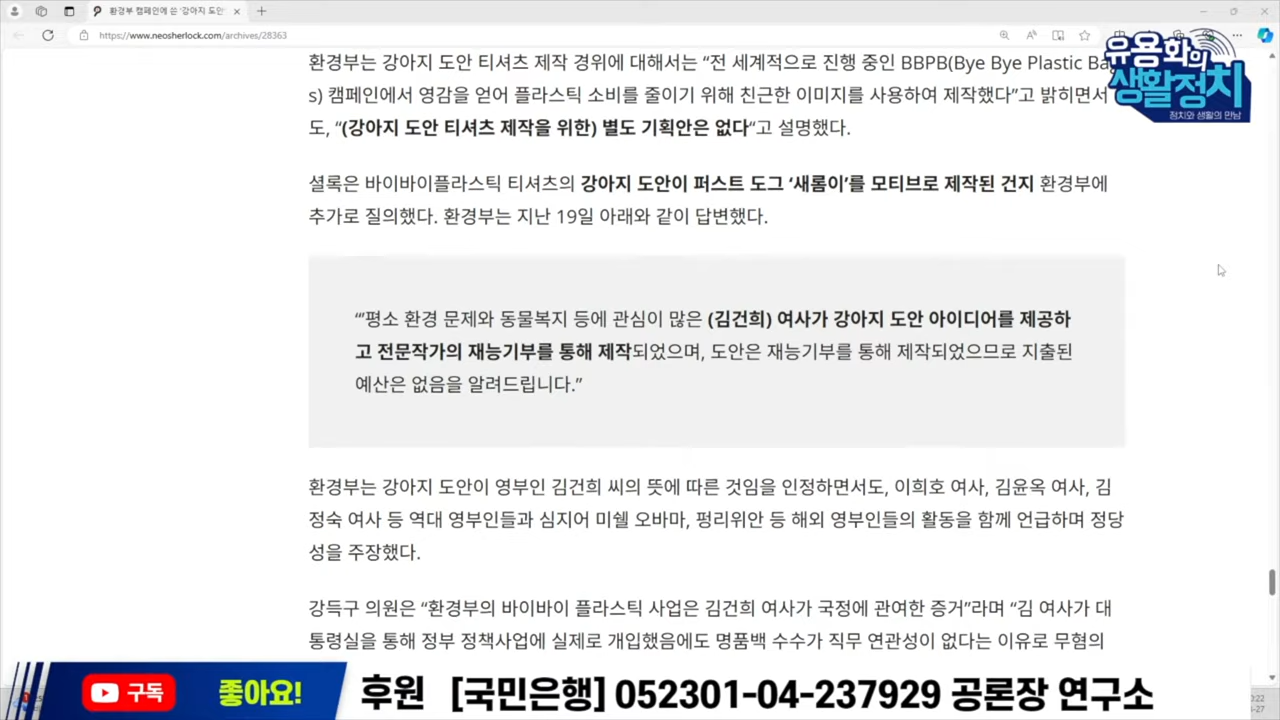 환경부 캠페인에 쓴 '강아지 도안
https://www.neosherlock.com/archives/28363
유용화의
생활정치
정치와 생활의 만남
환경부는 강아지 도안 티셔츠 제작 경위에 대해서는 “전 세계적으로 진행 중인 BBPB(Bye Bye Plastic Ba
s) 캠페인에서 영감을 얻어 플라스틱 소비를 줄이기 위해 친근한 이미지를 사용하여 제작했다”고 밝히면서
도, “(강아지 도안 티셔츠 제작을 위한) 별도 기획안은 없다“고 설명했다.
셜록은 바이바이플라스틱 티셔츠의 강아지 도안이 퍼스트 도그 ‘새롬이’를 모티브로 제작된 건지 환경부에
추가로 질의했다. 환경부는 지난 19일 아래와 같이 답변했다.
“’평소 환경 문제와 동물복지 등에 관심이 많은 (김건희) 여사가 강아지 도안 아이디어를 제공하
고 전문작가의 재능기부를 통해 제작되었으며, 도안은 재능기부를 통해 제작되었으므로 지출된
예산은 없음을 알려드립니다.”
환경부는 강아지 도안이 영부인 김건희 씨의 뜻에 따른 것임을 인정하면서도, 이희호 여사, 김윤옥 여사, 김
정숙 여사 등 역대 영부인들과 심지어 미쉘 오바마, 펑리위안 등 해외 영부인들의 활동을 함께 언급하며 정당
성을 주장했다.
강득구 의원은 “환경부의 바이바이 플라스틱 사업은 김건희 여사가 국정에 관여한 증거”라며 “김 여사가 대
통령실을 통해 정부 정책사업에 실제로 개입했음에도 명품백 수수가 직무 연관성이 없다는 이유로 무혐의
구독 좋아요! 후원 [국민은행] 052301-04-237929 공론장 연구소